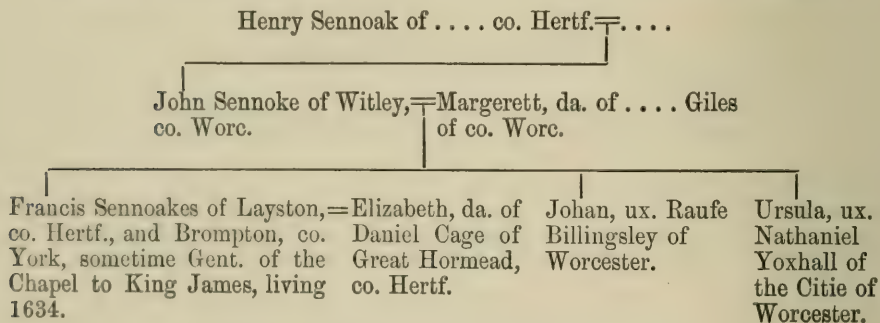 Henry Sennoak of .... co. Hertf.=....
John Sennoke of Witley,=Margerett, da. of .... Giles
co. Worc. of co. Worc.
Francis Sennoakes of Layston,=Elizabeth, da. of Johan, ux. Raufe Ursula, ux.
co. Hertf., and Brompton, co. Daniel Cage of Billingsley of Nathaniel
York, sometime Gent. of the Great Hormead, Worcester. Yoxhall of
Chapel to King James, living co. Hertf. the Citie of
1634. Worcester.